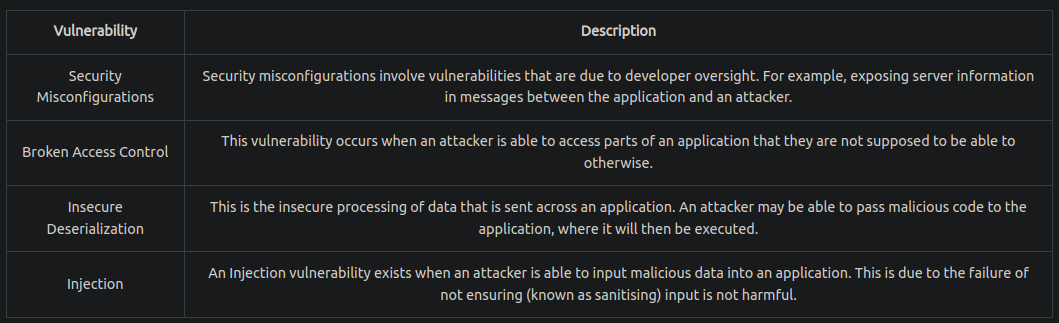 Vulnerability
Description
Security
Misconfigurations
Security misconfigurations involve vulnerabilities that are due to developer oversight. For example, exposing server information
in messages between the application and an attacker.
Broken Access Control
This vulnerability occurs when an attacker is able to access parts of an application that they are not supposed to be able to
otherwise.
Insecure
Deserialization
This is the insecure processing of data that is sent across an application. An attacker may be able to pass malicious code to the
application, where it will then be executed.
Injection
An Injection vulnerability exists when an attacker is able to input malicious data into an application. This is due to the failure of
not ensuring (known as sanitising) input is not harmful.